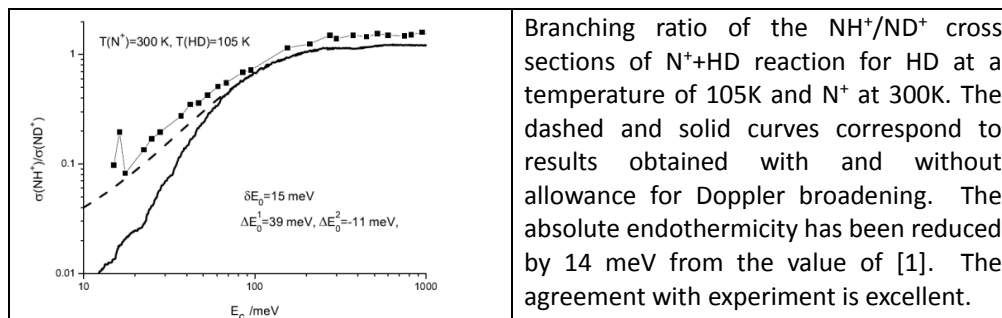 T(N⁺)=300 K, T(HD)=105 K
1
0.1
0.01
σ(NH⁺)/σ(ND⁺)
δE₀=15 meV
ΔE₀¹=39 meV, ΔE₀²=-11 meV,
10 100 1000
E_C /meV
Branching ratio of the NH⁺/ND⁺ cross
sections of N⁺+HD reaction for HD at a
temperature of 105K and N⁺ at 300K. The
dashed and solid curves correspond to
results obtained with and without
allowance for Doppler broadening. The
absolute endothermicity has been reduced
by 14 meV from the value of [1]. The
agreement with experiment is excellent.